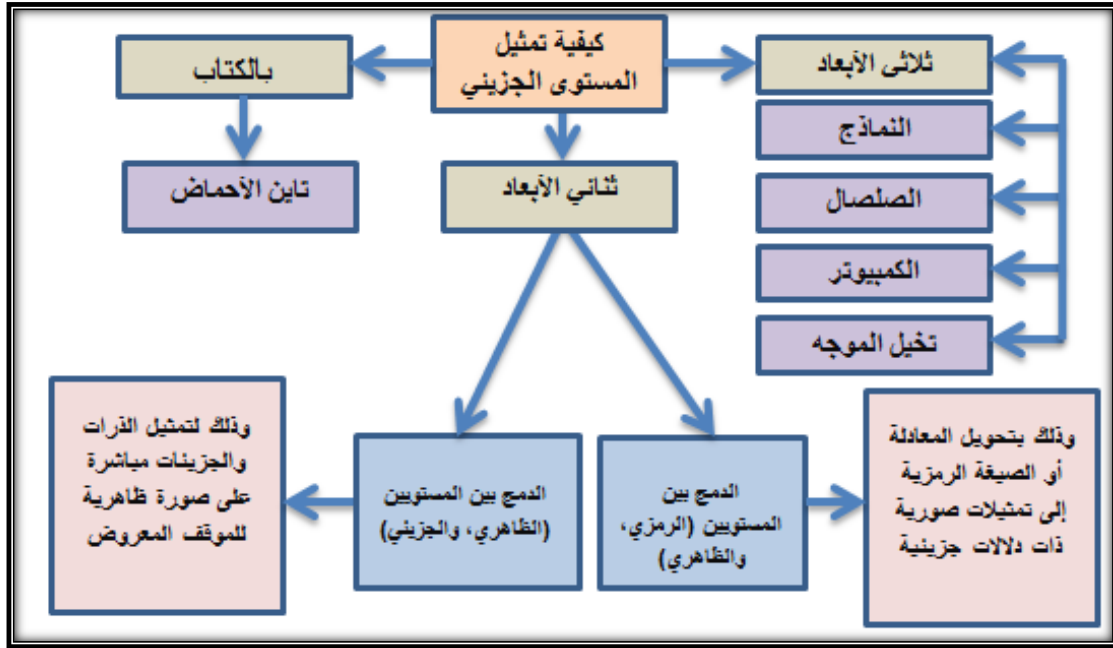 كيفية تمثيل
المستوى الجزيئي
ثلاثى الأبعاد
النماذج
الصلصال
الكمبيوتر
تخيل الموجه
ثنائي الأبعاد
الدمج بين
المستويين (الرمزي،
والظاهري)
وذلك بتحويل المعادلة
أو الصيغة الرمزية
إلى تمثيلات صورية
ذات دلالات جزيئية
الدمج بين المستويين
(الظاهري، والجزيئي)
وذلك لتمثيل الذرات
والجزيئات مباشرة
على صورة ظاهرية
للموقف المعروض
بالكتاب
تاين الأحماض